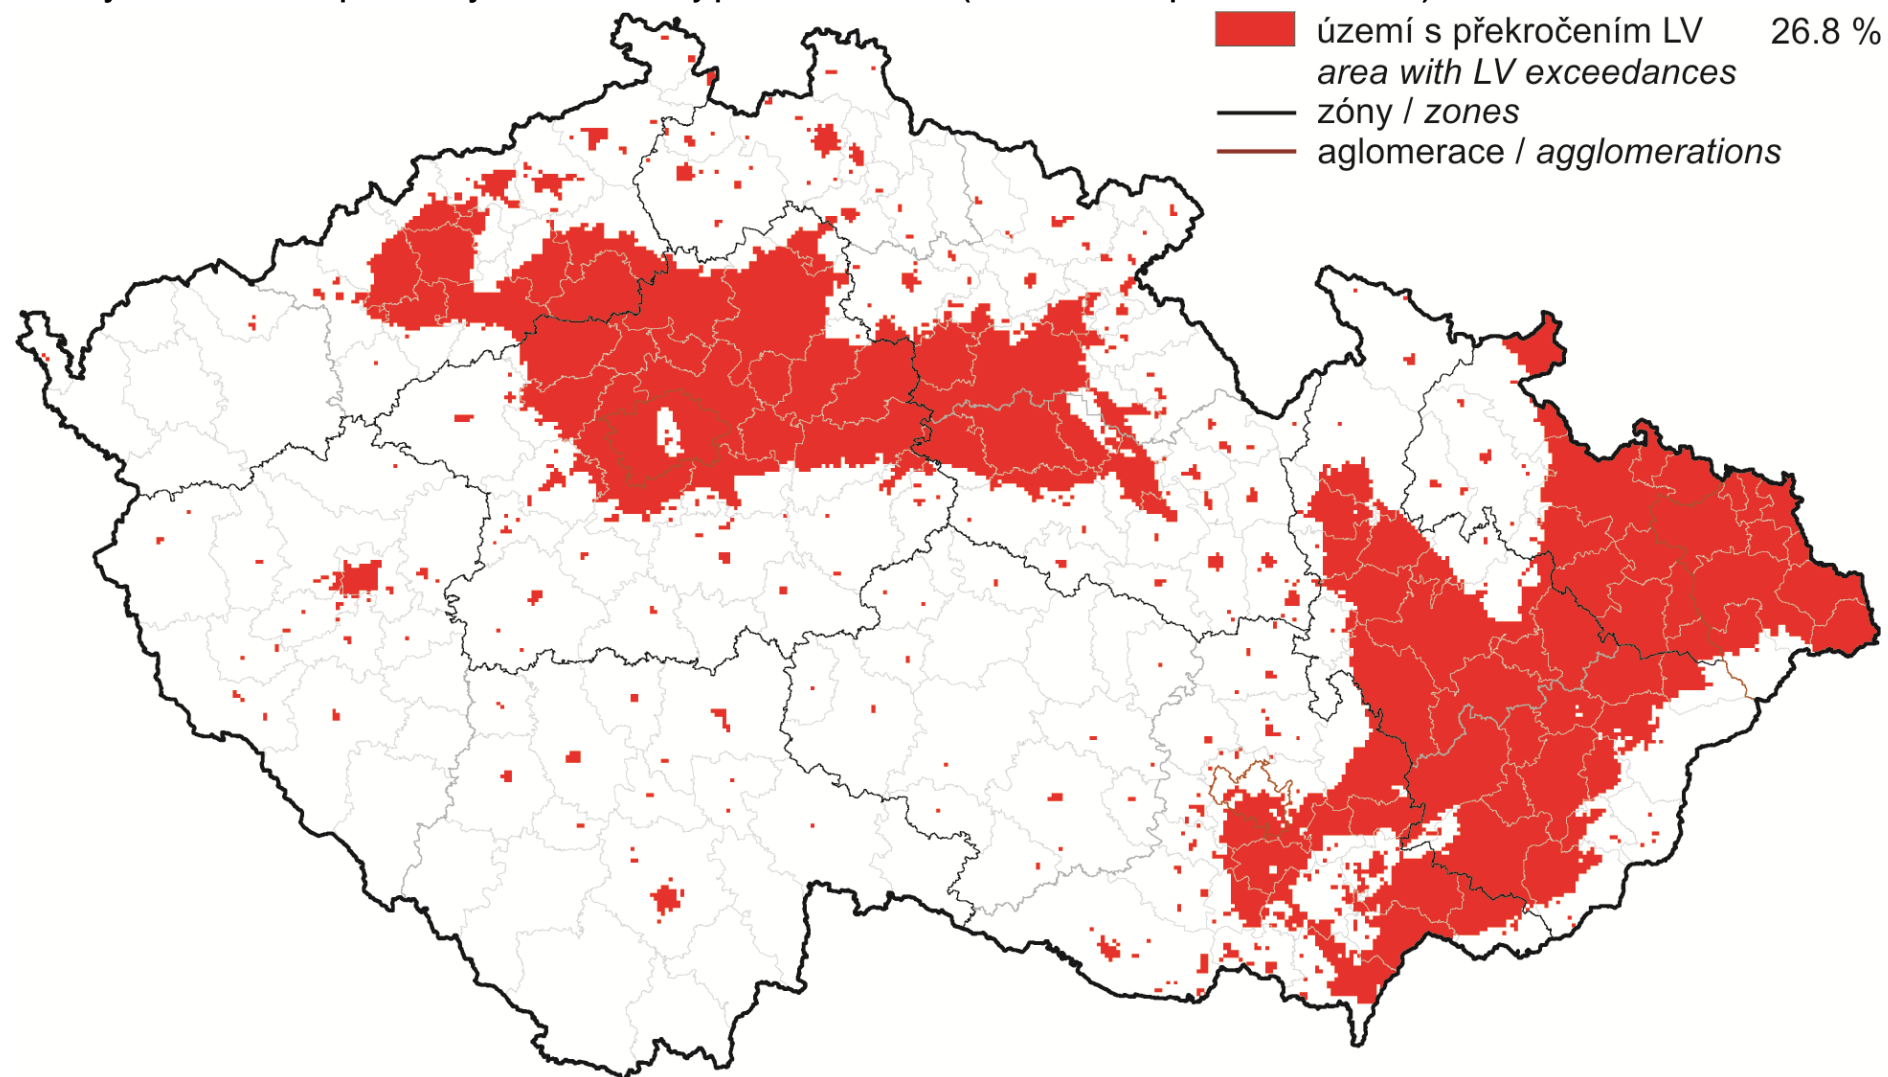 území s překročením LV 26.8 %
area with LV exceedances
zóny / zones
aglomerace / agglomerations